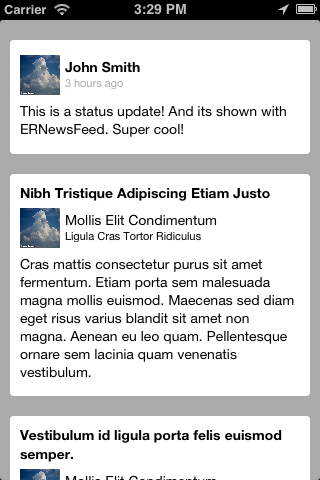 Carrier 3:29 PM
John Smith
3 hours ago
This is a status update! And its shown with
ERNewsFeed. Super cool!
Nibh Tristique Adipiscing Etiam Justo
Mollis Elit Condimentum
Ligula Cras Tortor Ridiculus
Cras mattis consectetur purus sit amet
fermentum. Etiam porta sem malesuada
magna mollis euismod. Maecenas sed diam
eget risus varius blandit sit amet non
magna. Aenean eu leo quam. Pellentesque
ornare sem lacinia quam venenatis
vestibulum.
Vestibulum id ligula porta felis euismod
semper.
Mollis Elit Condimentum